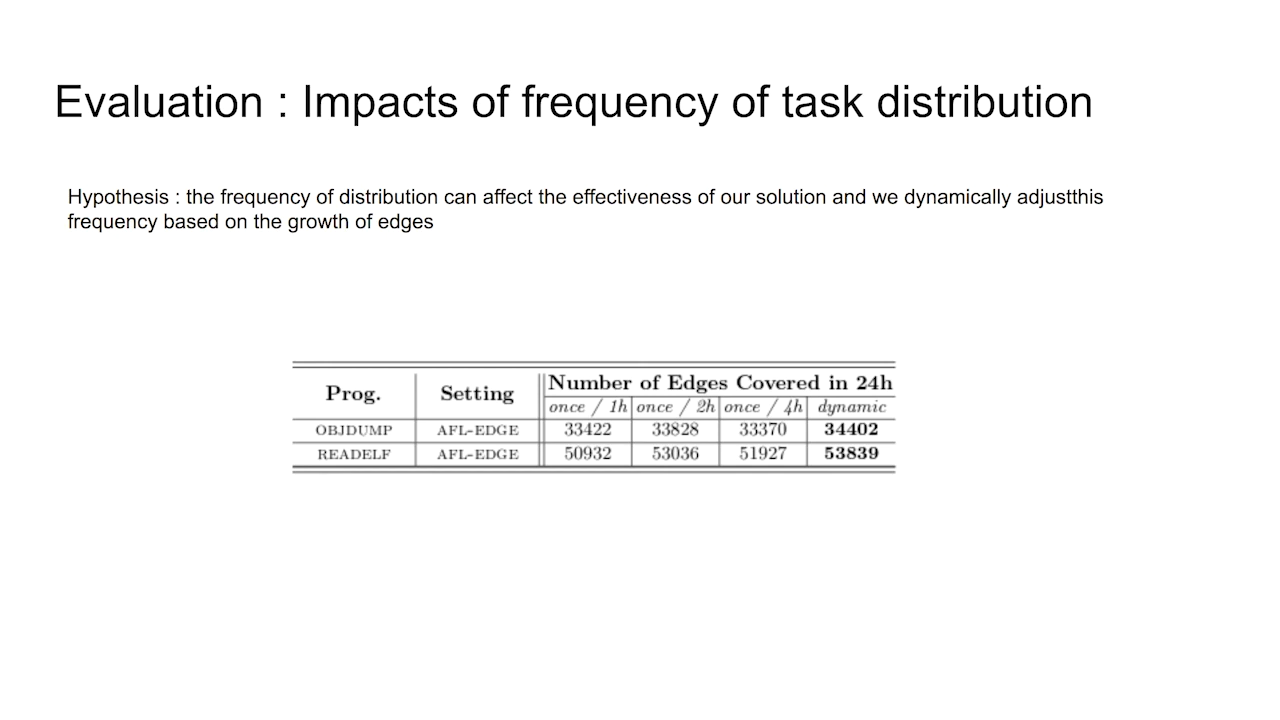 Evaluation : Impacts of frequency of task distribution
Hypothesis : the frequency of distribution can affect the effectiveness of our solution and we dynamically adjustthis
frequency based on the growth of edges
Prog. Setting Number of Edges Covered in 24h
once / 1h once / 2h once / 4h dynamic
OBJDUMP AFL-EDGE 33422 33828 33370 34402
READELF AFL-EDGE 50932 53036 51927 53839